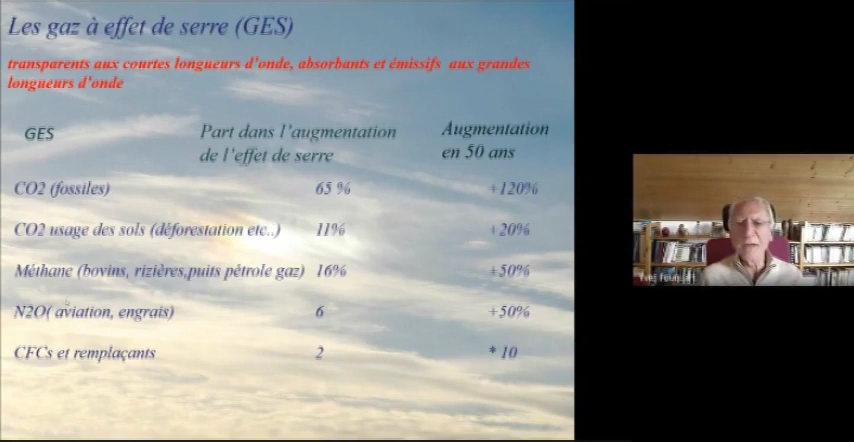 Les gaz à effet de serre (GES)
transparents aux courtes longueurs d'onde, absorbants et émissifs aux grandes
longueurs d'onde
GES Part dans l'augmentation Augmentation
de l'effet de serre en 50 ans
CO2 (fossiles) 65 % +120%
CO2 usage des sols (déforestation etc..) 11% +20%
Méthane (bovins, rizières,puits pétrole gaz) 16% +50%
N2O( aviation, engrais) 6 +50%
CFCs et remplaçants 2 * 10
Yves Fouquart